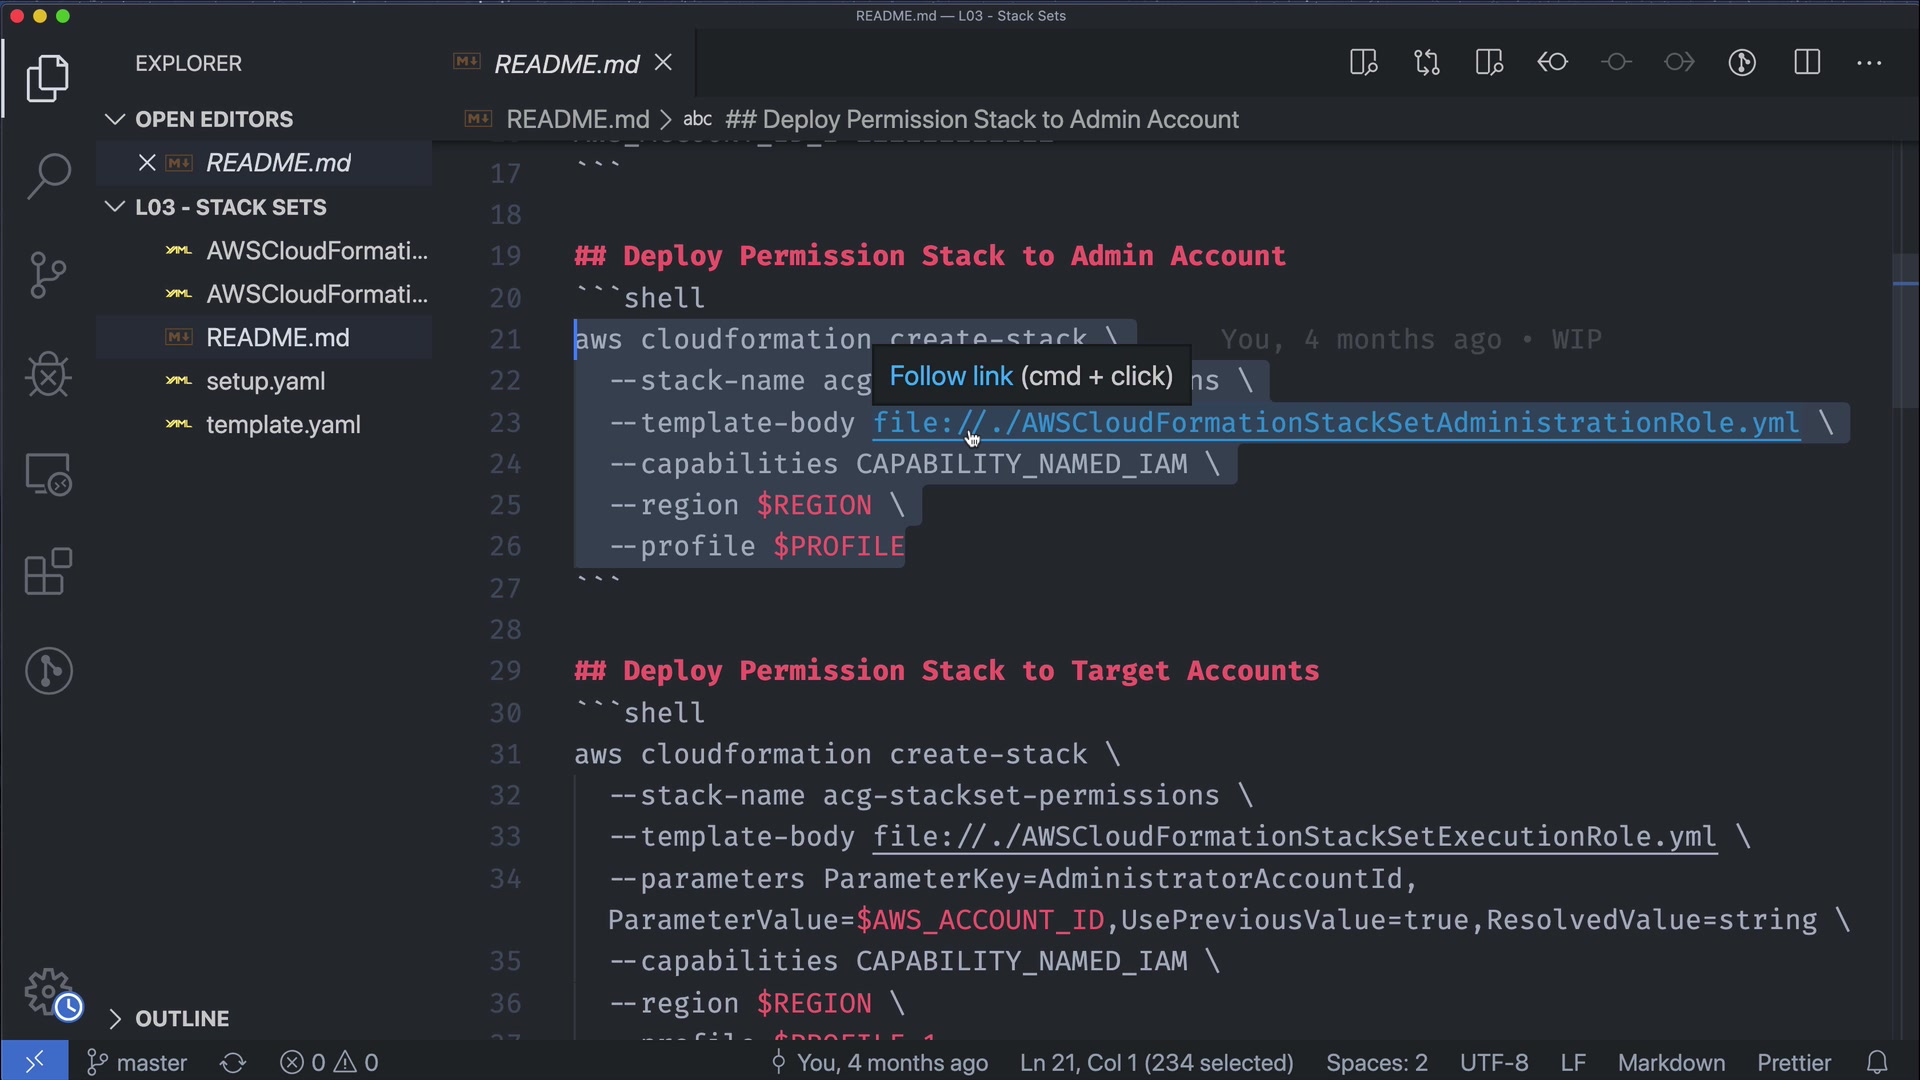 README.md — L03 - Stack Sets
EXPLORER
README.md
OPEN EDITORS
README.md > abc ## Deploy Permission Stack to Admin Account
README.md
L03 - STACK SETS
AWSCloudFormati...
AWSCloudFormati...
README.md
setup.yaml
template.yaml
17 ```
18
19 ## Deploy Permission Stack to Admin Account
20 ```shell
21 aws cloudformation create-stack \ You, 4 months ago • WIP
Follow link (cmd + click)
22 --stack-name acg ns \
23 --template-body file://./AWSCloudFormationStackSetAdministrationRole.yml \
24 --capabilities CAPABILITY_NAMED_IAM \
25 --region $REGION \
26 --profile $PROFILE
27 ```
28
29 ## Deploy Permission Stack to Target Accounts
30 ```shell
31 aws cloudformation create-stack \
32 --stack-name acg-stackset-permissions \
33 --template-body file://./AWSCloudFormationStackSetExecutionRole.yml \
34 --parameters ParameterKey=AdministratorAccountId,
ParameterValue=$AWS_ACCOUNT_ID,UsePreviousValue=true,ResolvedValue=string \
35 --capabilities CAPABILITY_NAMED_IAM \
36 --region $REGION \
OUTLINE
master 0 0 You, 4 months ago Ln 21, Col 1 (234 selected) Spaces: 2 UTF-8 LF Markdown Prettier